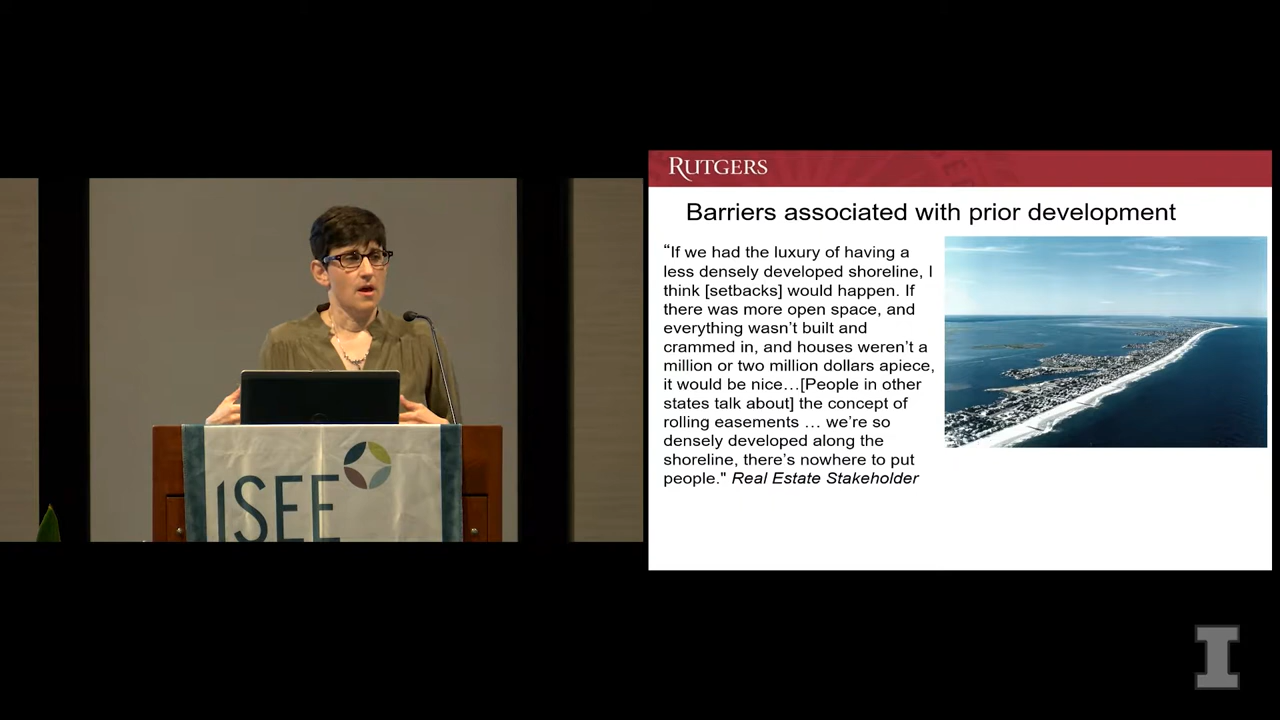 RUTGERS
Barriers associated with prior development
“If we had the luxury of having a
less densely developed shoreline, I
think [setbacks] would happen. If
there was more open space, and
everything wasn’t built and
crammed in, and houses weren’t a
million or two million dollars apiece,
it would be nice…[People in other
states talk about] the concept of
rolling easements … we’re so
densely developed along the
shoreline, there’s nowhere to put
people." Real Estate Stakeholder
ISEE
I